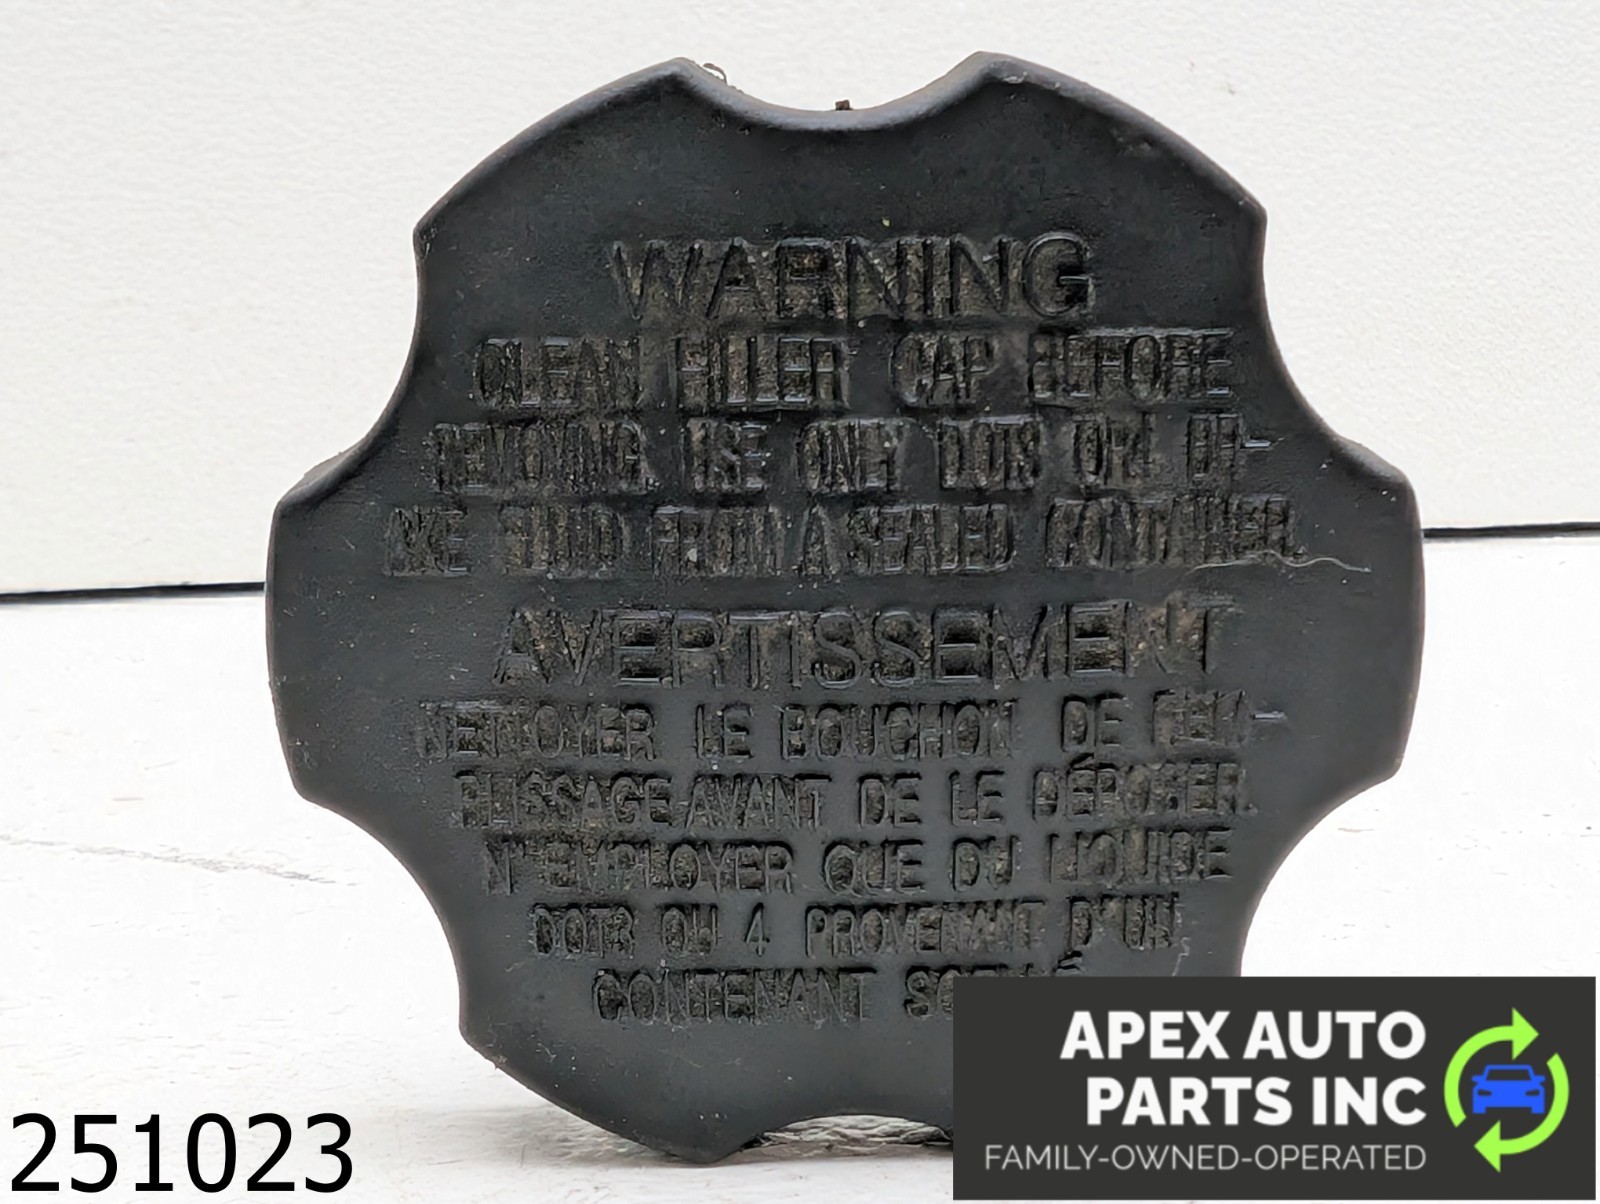 WARNING
CLEAN FILLER CAP BEFORE
REMOVING. USE ONLY DOT3 OR4 BR-
AKE FLUID FROM A SEALED CONTAINER.
AVERTISSEMENT
NETTOYER LE BOUCHON DE REM-
PLISSAGE AVANT DE LE DÉPOSER.
N'EMPLOYER QUE DU LIQUIDE
DOT3 OU 4 PROVENANT D'UN
CONTENANT
APEX AUTO
PARTS INC
FAMILY-OWNED-OPERATED
251023